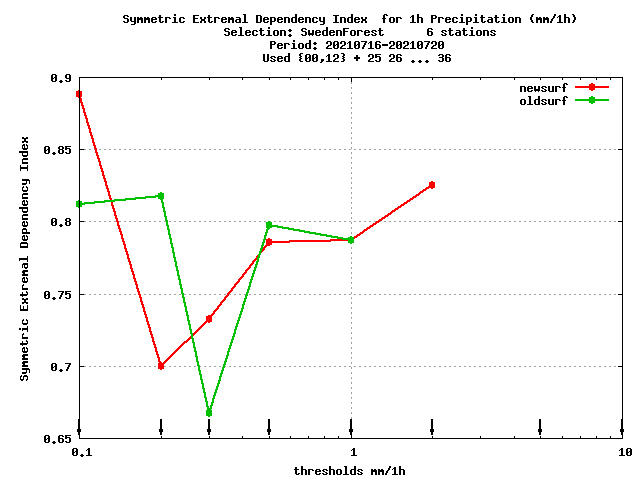 Symmetric Extremal Dependency Index  for 1h Precipitation (mm/1h)
Selection: SwedenForest      6 stations
Period: 20210716-20210720
Used {00,12} + 25 26 ... 36
newsurf
oldsurf
Symmetric Extremal Dependency Index
0.9
0.85
0.8
0.75
0.7
0.65
0.1 1 10
thresholds mm/1h